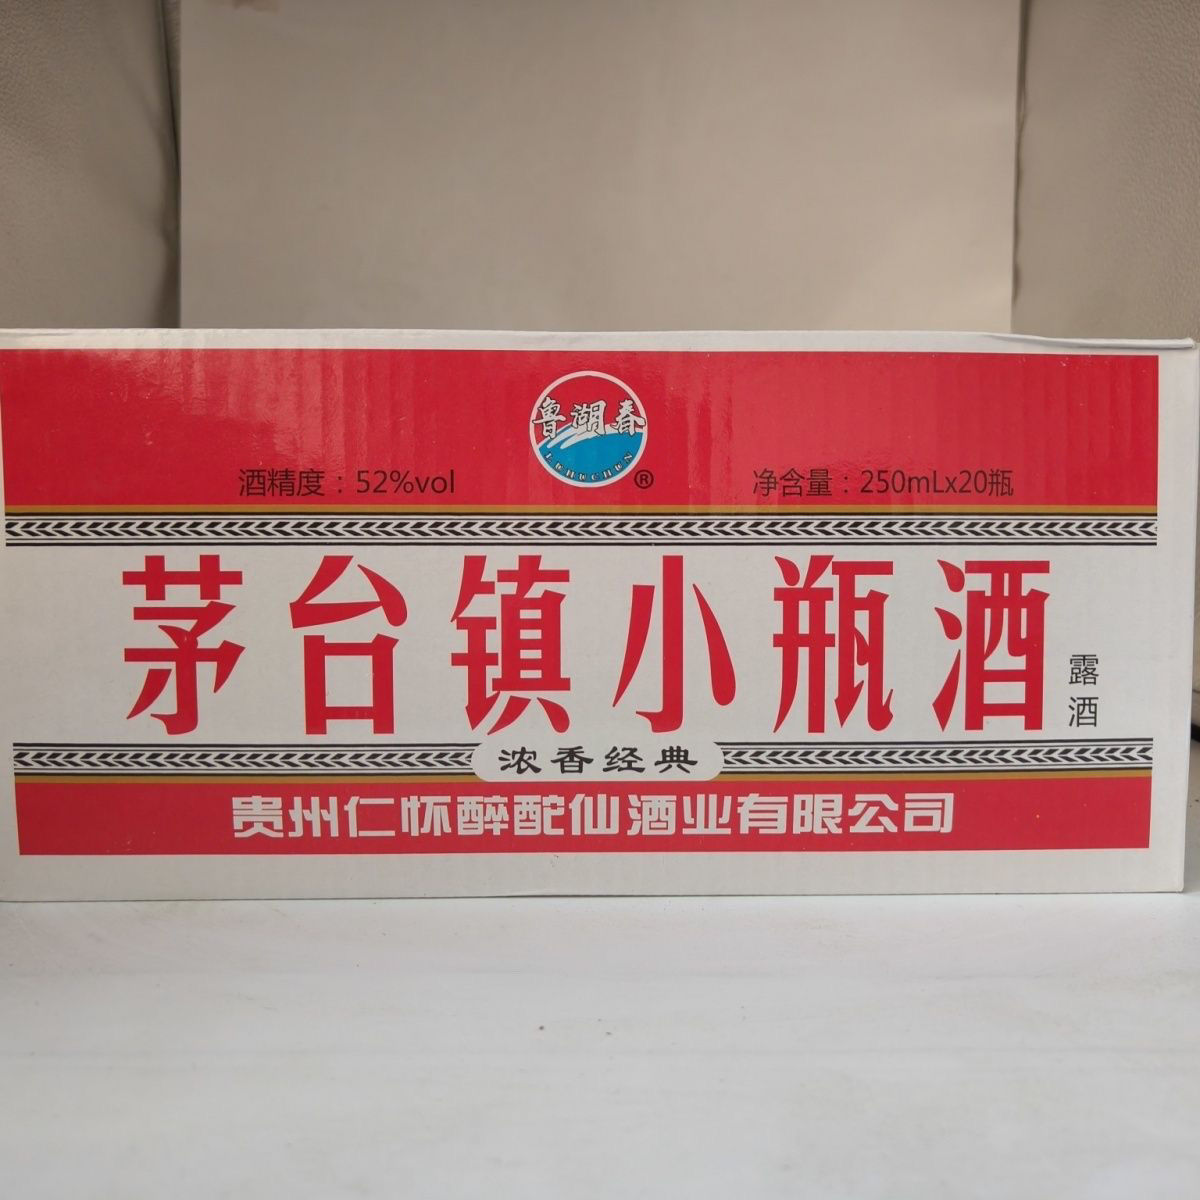 鲁湖春
LUHUCHUN
®
酒精度：52%vol
净含量：250mLx20瓶
茅台镇小瓶酒
露酒
浓香经典
贵州仁怀醉酡仙酒业有限公司